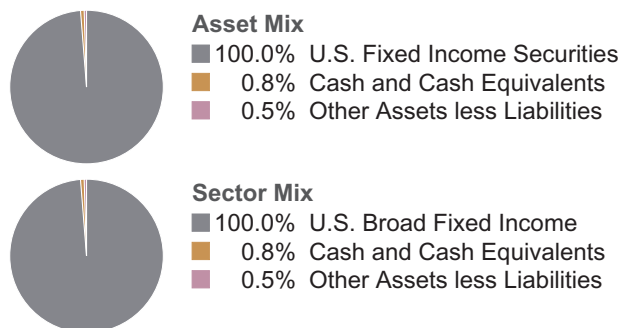 Asset Mix
100.0% U.S. Fixed Income Securities
0.8% Cash and Cash Equivalents
0.5% Other Assets less Liabilities
Sector Mix
100.0% U.S. Broad Fixed Income
0.8% Cash and Cash Equivalents
0.5% Other Assets less Liabilities